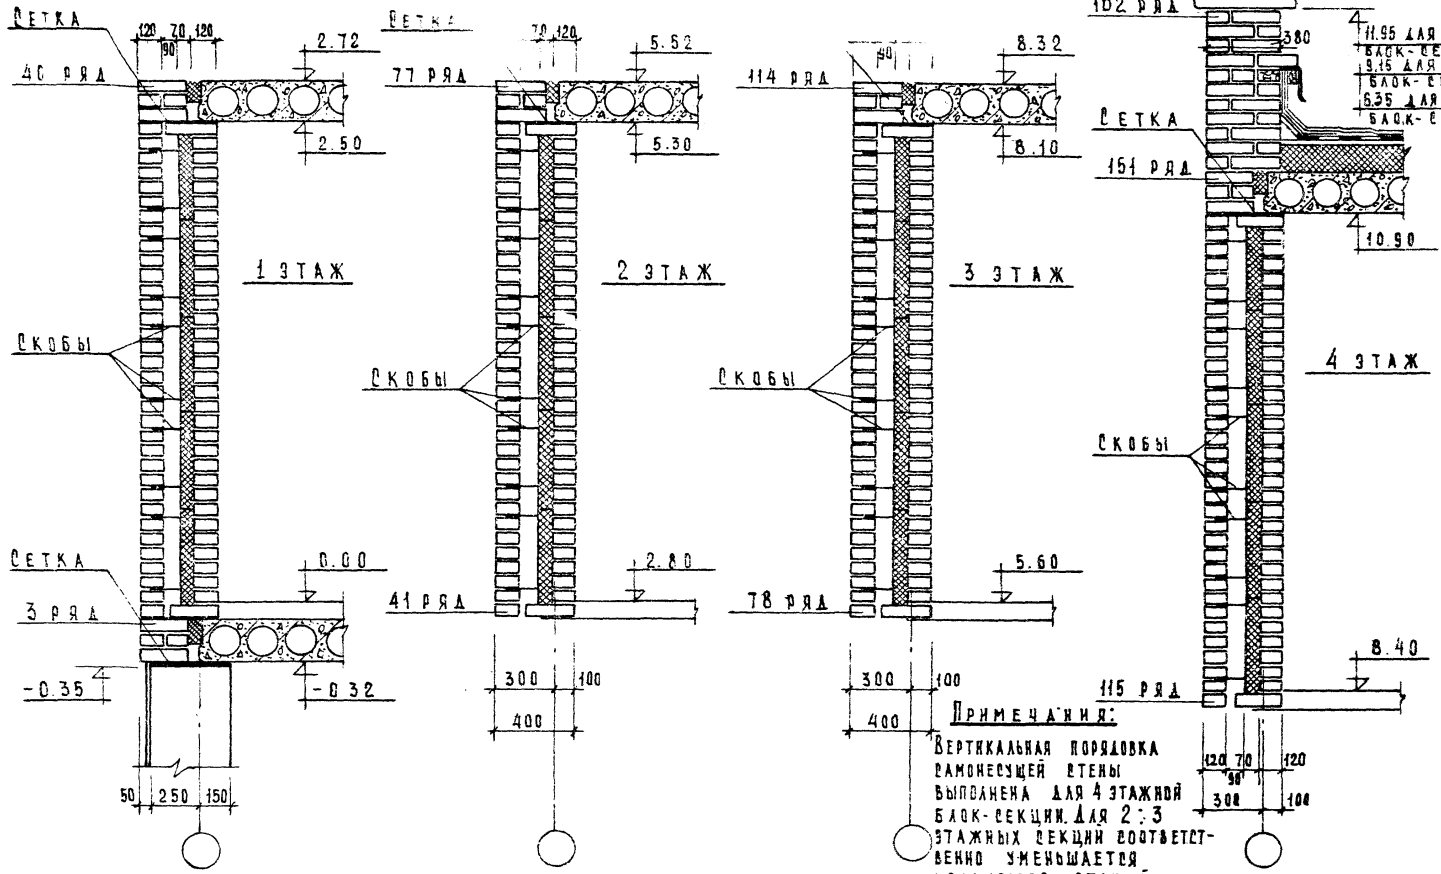 СЕТКА
120 70 120
90
2.72
40 РЯД
2.50
1 ЭТАЖ
СКОБЫ
СЕТКА
0.00
3 РЯД
-0.35
-0.32
50 250 150
СЕТКА
70 120
5.52
77 РЯД
5.30
2 ЭТАЖ
СКОБЫ
2.80
41 РЯД
300 100
400
90
8.32
114 РЯД
8.10
3 ЭТАЖ
СКОБЫ
5.60
78 РЯД
300 100
400
РЯД
380
11.95 ДЛЯ
9.15 ДЛЯ
6.35 ДЛЯ
СЕТКА
151 РЯД
10.90
4 ЭТАЖ
СКОБЫ
8.40
115 РЯД
120 70 120
90
300 100
ПРИМЕЧАНИЯ:
ВЕРТИКАЛЬНАЯ ПОРЯДОВКА
САМОНЕСУЩЕЙ СТЕНЫ
ВЫПОЛНЕНА ДЛЯ 4 ЭТАЖНОЙ
БЛОК-СЕКЦИИ. ДЛЯ 2÷3
ЭТАЖНЫХ СЕКЦИЙ СООТВЕТСТ-
ВЕННО УМЕНЬШАЕТСЯ